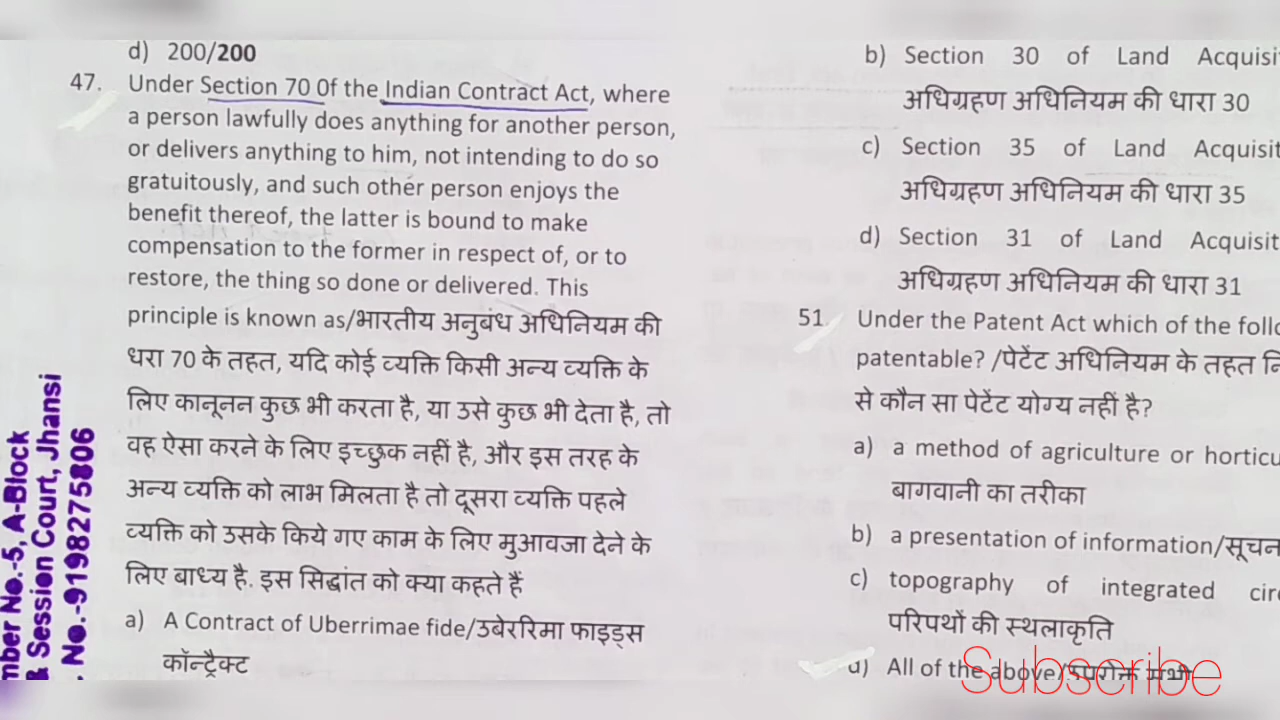 d) 200/200
47. Under Section 70 0f the Indian Contract Act, where
a person lawfully does anything for another person,
or delivers anything to him, not intending to do so
gratuitously, and such other person enjoys the
benefit thereof, the latter is bound to make
compensation to the former in respect of, or to
restore, the thing so done or delivered. This
principle is known as/भारतीय अनुबंध अधिनियम की
धरा 70 के तहत, यदि कोई व्यक्ति किसी अन्य व्यक्ति के
लिए कानूनन कुछ भी करता है, या उसे कुछ भी देता है, तो
वह ऐसा करने के लिए इच्छुक नहीं है, और इस तरह के
अन्य व्यक्ति को लाभ मिलता है तो दूसरा व्यक्ति पहले
व्यक्ति को उसके किये गए काम के लिए मुआवजा देने के
लिए बाध्य है. इस सिद्धांत को क्या कहते हैं
a) A Contract of Uberrimae fide/उबेररिमा फाइड्स
कॉन्ट्रैक्ट
b) Section 30 of Land Acquisit
अधिग्रहण अधिनियम की धारा 30
c) Section 35 of Land Acquisit
अधिग्रहण अधिनियम की धारा 35
d) Section 31 of Land Acquisit
अधिग्रहण अधिनियम की धारा 31
51. Under the Patent Act which of the follo
patentable? /पेटेंट अधिनियम के तहत नि
से कौन सा पेटेंट योग्य नहीं है?
a) a method of agriculture or horticu
बागवानी का तरीका
b) a presentation of information/सूचन
c) topography of integrated circ
परिपथों की स्थलाकृति
d) All of the above/उपरोक्त सभी
mber No.-5, A-Block
& Session Court, Jhansi
. No.-9198275806
Subscribe